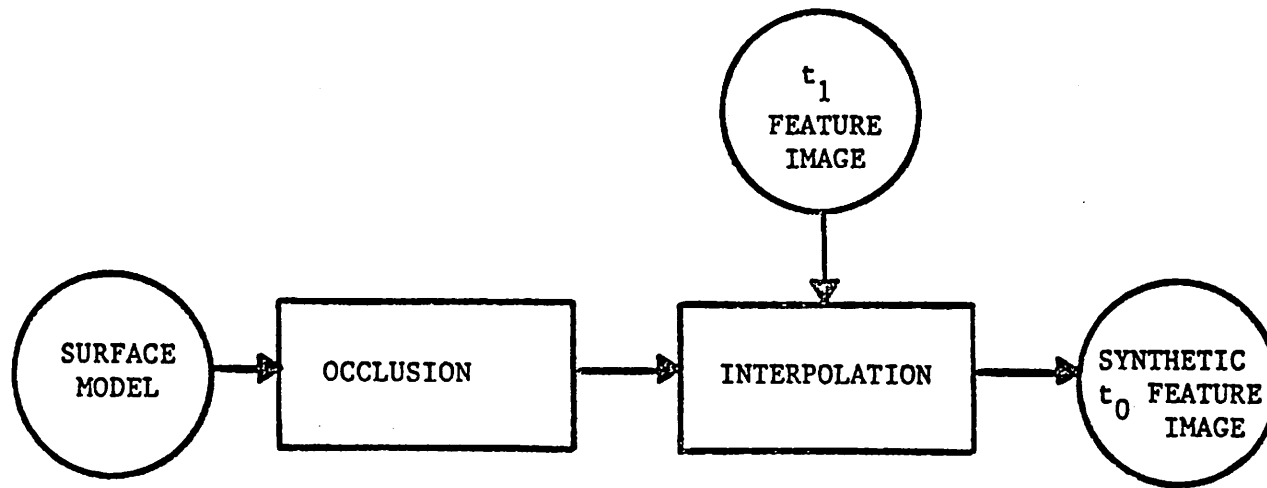 t₁
FEATURE
IMAGE
SURFACE
MODEL
OCCLUSION
INTERPOLATION
SYNTHETIC
t₀ FEATURE
IMAGE